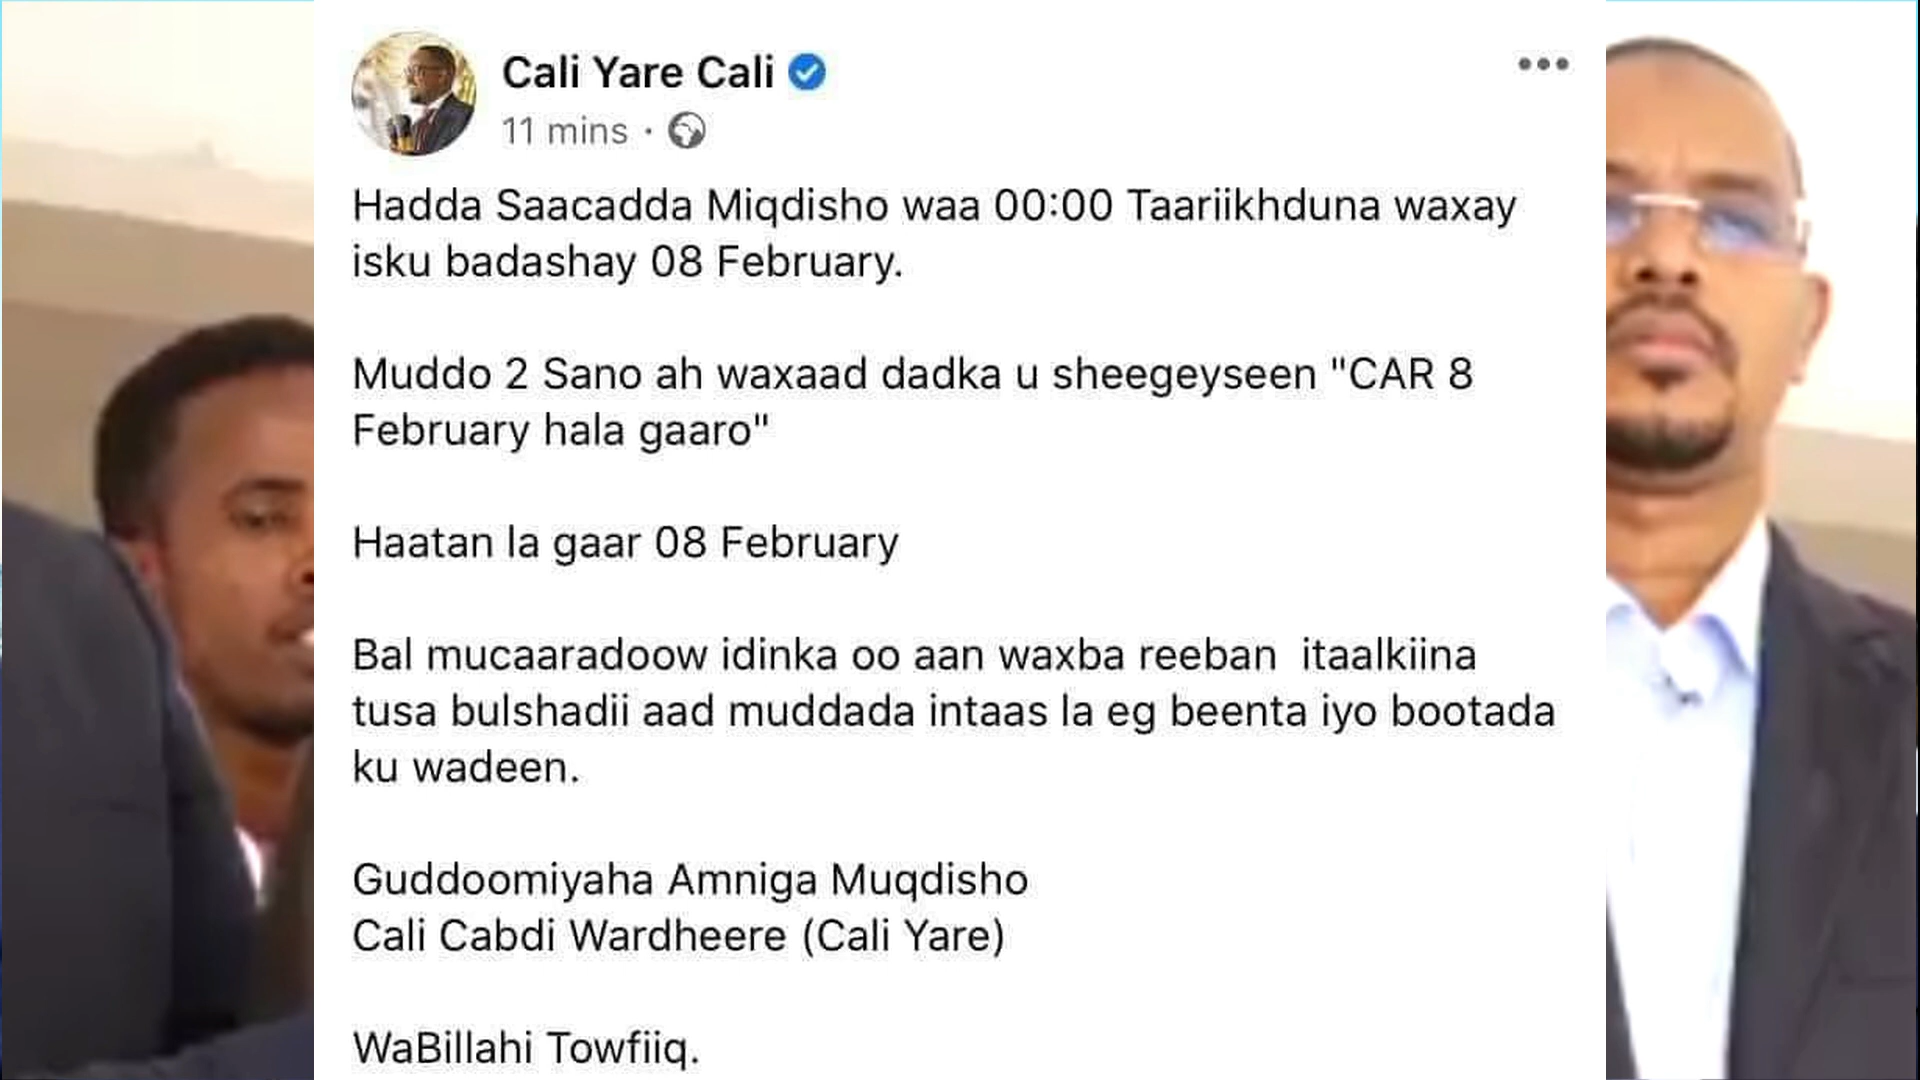 Cali Yare Cali
11 mins ·
Hadda Saacadda Miqdisho waa 00:00 Taariikhduna waxay
isku badashay 08 February.
Muddo 2 Sano ah waxaad dadka u sheegeyseen "CAR 8
February hala gaaro"
Haatan la gaar 08 February
Bal mucaaradoow idinka oo aan waxba reeban  itaalkiina
tusa bulshadii aad muddada intaas la eg beenta iyo bootada
ku wadeen.
Guddoomiyaha Amniga Muqdisho
Cali Cabdi Wardheere (Cali Yare)
WaBillahi Towfiiq.